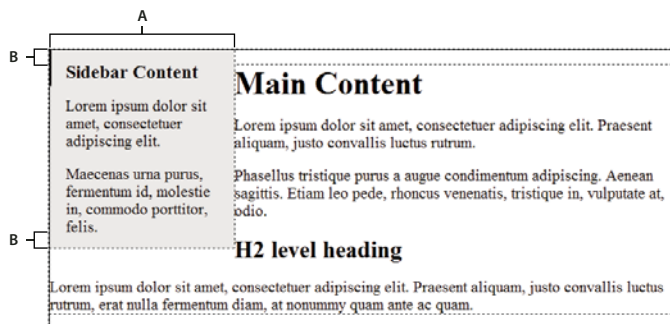 A
B
Sidebar Content
Lorem ipsum dolor sit
amet, consectetuer
adipiscing elit.
Maecenas urna purus,
fermentum id, molestie
in, commodo porttitor,
felis.
B
Main Content
Lorem ipsum dolor sit amet, consectetuer adipiscing elit. Praesent
aliquam, justo convallis luctus rutrum.
Phasellus tristique purus a augue condimentum adipiscing. Aenean
sagittis. Etiam leo pede, rhoncus venenatis, tristique in, vulputate at,
odio.
H2 level heading
Lorem ipsum dolor sit amet, consectetuer adipiscing elit. Praesent aliquam, justo convallis luctus
rutrum, erat nulla fermentum diam, at nonummy quam ante ac quam.